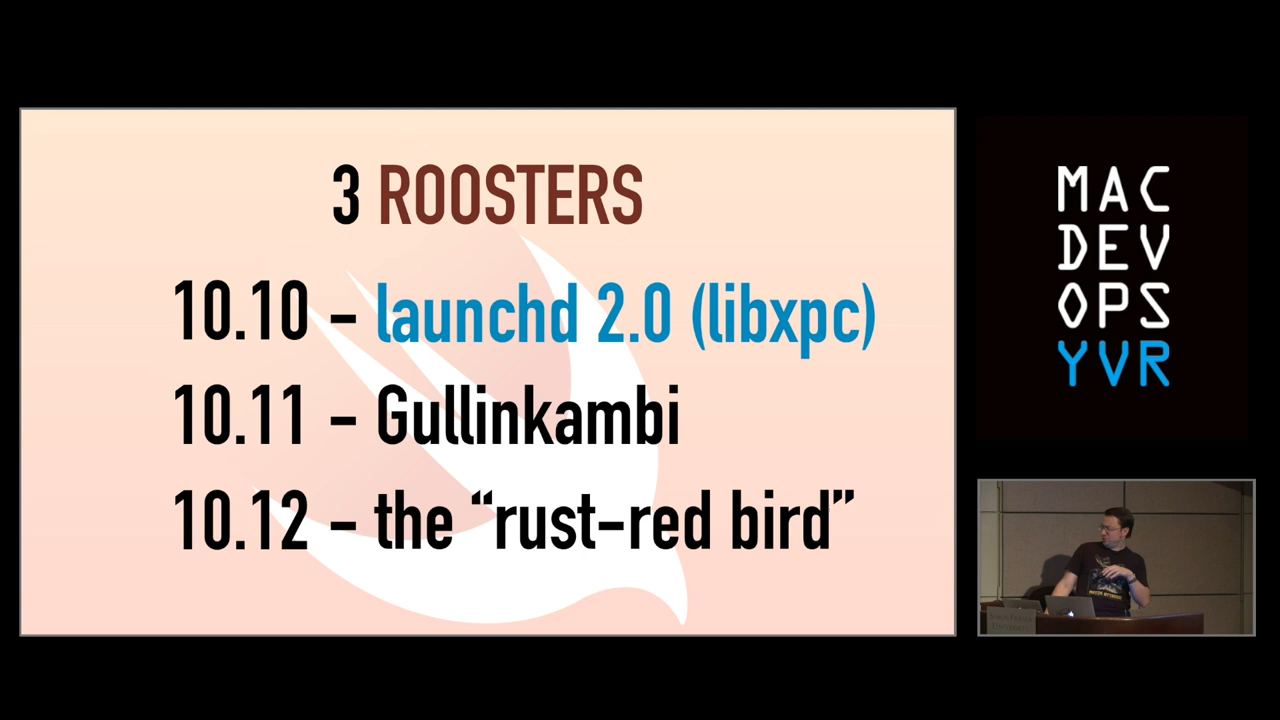 3 ROOSTERS
10.10 – launchd 2.0 (libxpc)
10.11 – Gullinkambi
10.12 – the “rust-red bird”
MAC
DEV
OPS
YVR